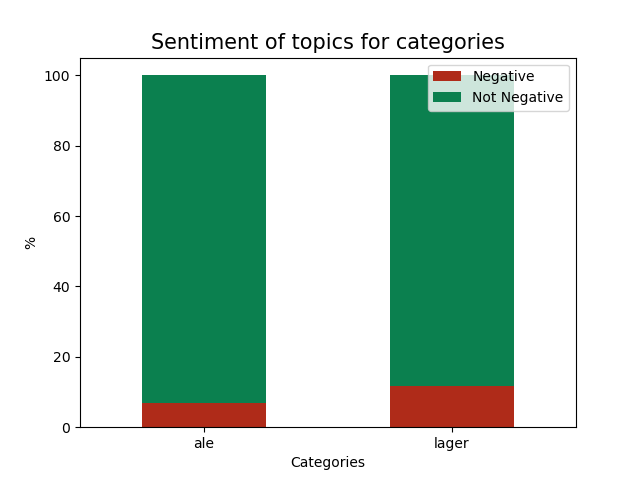 Sentiment of topics for categories
100
80
60
40
20
0
%
Negative
Not Negative
ale
lager
Categories